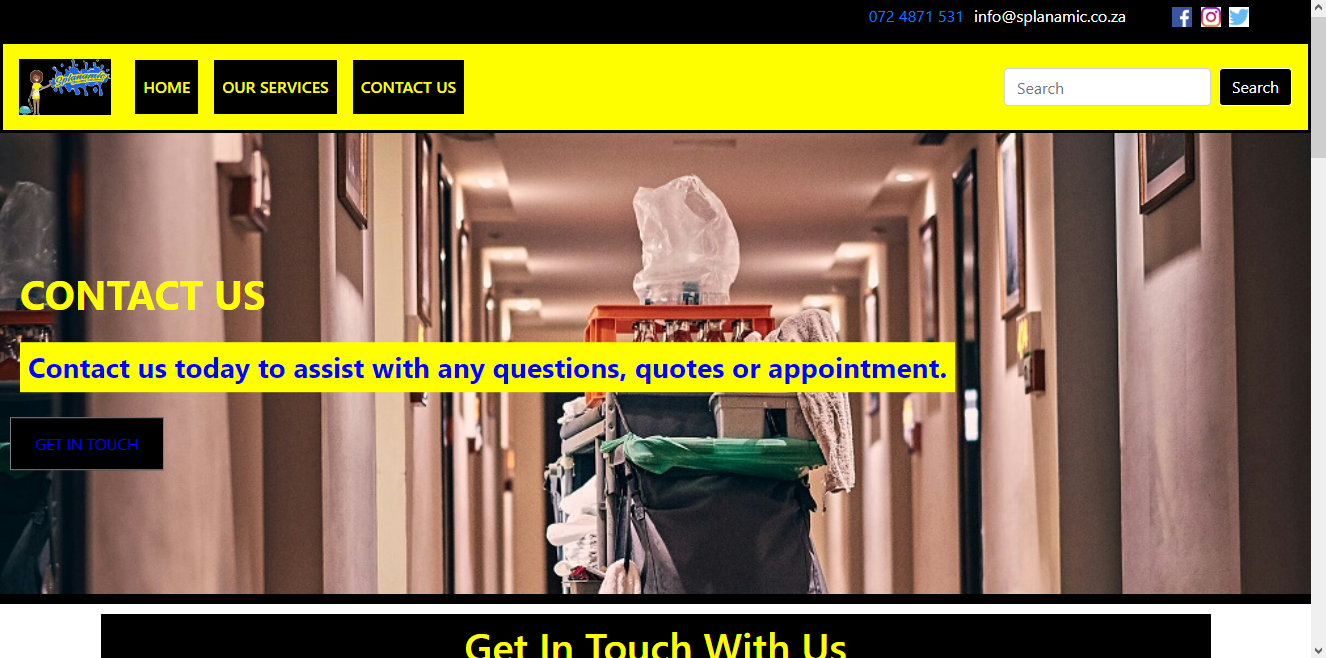 072 4871 531 info@splanamic.co.za
Splanamic
HOME OUR SERVICES CONTACT US Search Search
CONTACT US
Contact us today to assist with any questions, quotes or appointment.
GET IN TOUCH
Get In Touch With Us